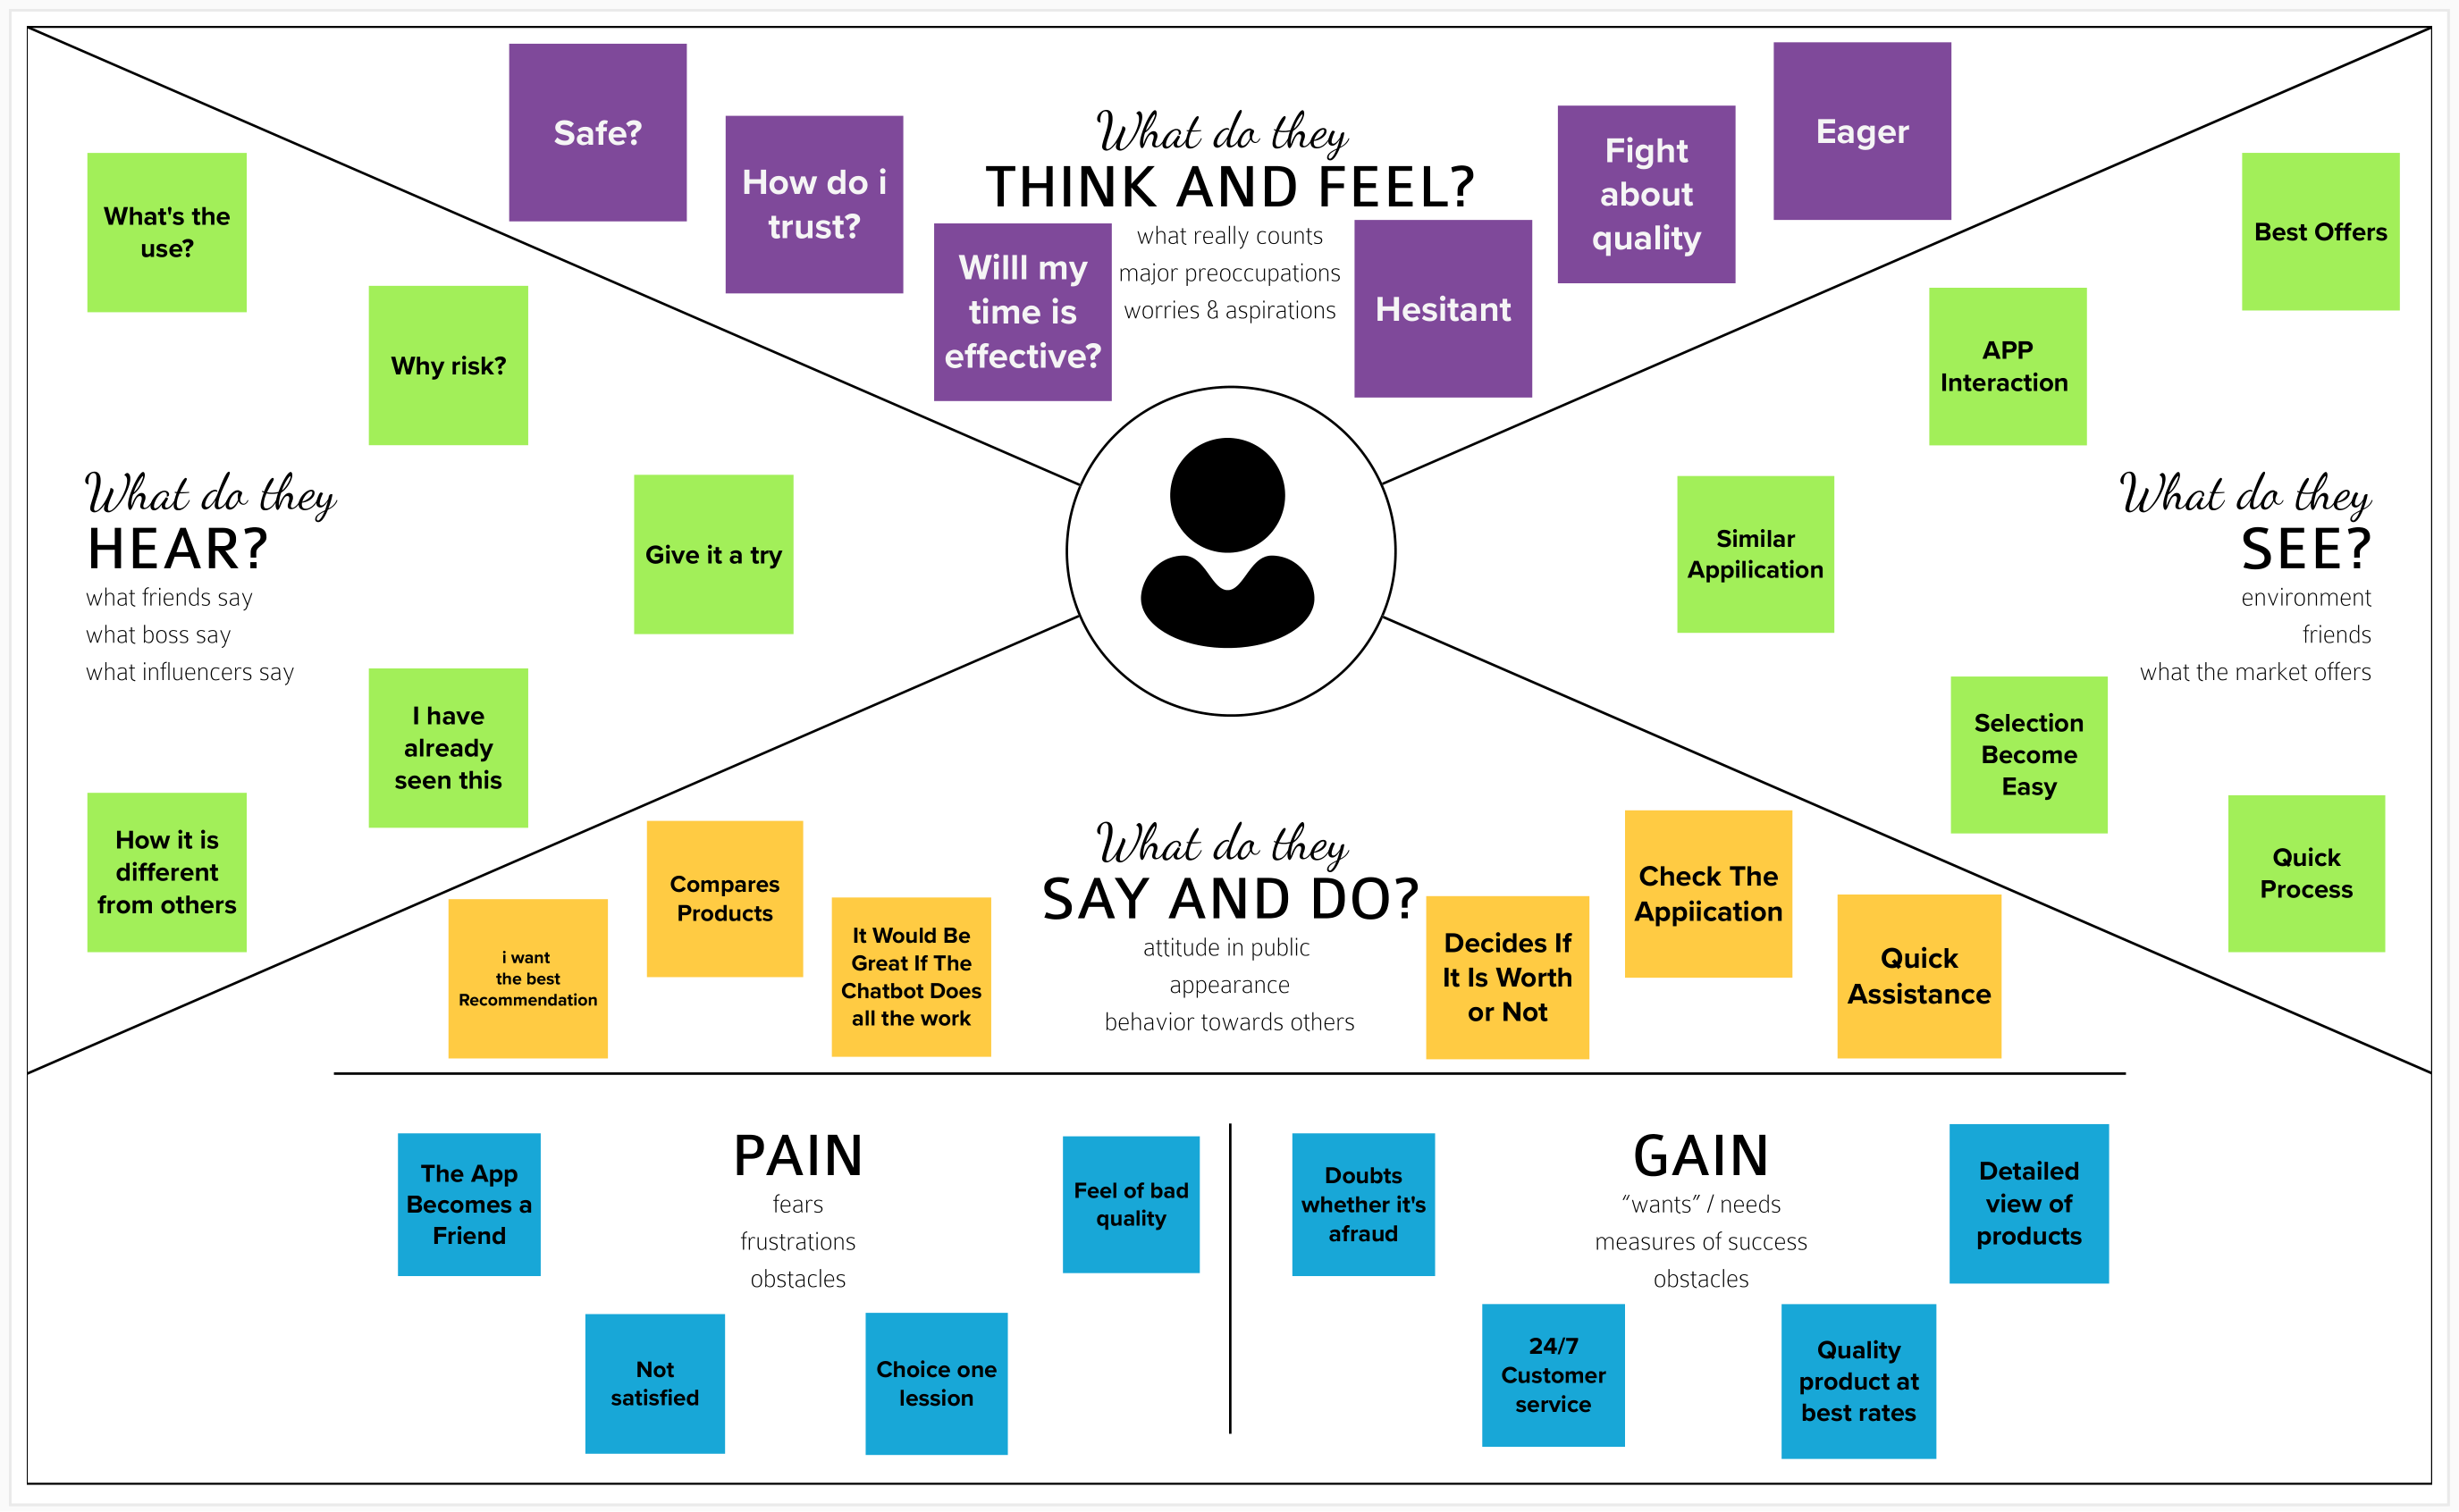 Safe?
How do i
trust?
Willl my
time is
effective?
What do they
THINK AND FEEL?
what really counts
major preoccupations
worries & aspirations
Hesitant
Fight
about
quality
Eager
What's the
use?
Why risk?
Give it a try
What do they
HEAR?
what friends say
what boss say
what influencers say
I have
already
seen this
How it is
different
from others
Best Offers
APP
Interaction
Similar
Appilication
What do they
SEE?
environment
friends
what the market offers
Selection
Become
Easy
Quick
Process
i want
the best
Recommendation
Compares
Products
It Would Be
Great If The
Chatbot Does
all the work
What do they
SAY AND DO?
attitude in public
appearance
behavior towards others
Decides If
It Is Worth
or Not
Check The
Appiication
Quick
Assistance
The App
Becomes a
Friend
PAIN
fears
frustrations
obstacles
Feel of bad
quality
Not
satisfied
Choice one
lession
Doubts
whether it's
afraud
GAIN
“wants” / needs
measures of success
obstacles
Detailed
view of
products
24/7
Customer
service
Quality
product at
best rates